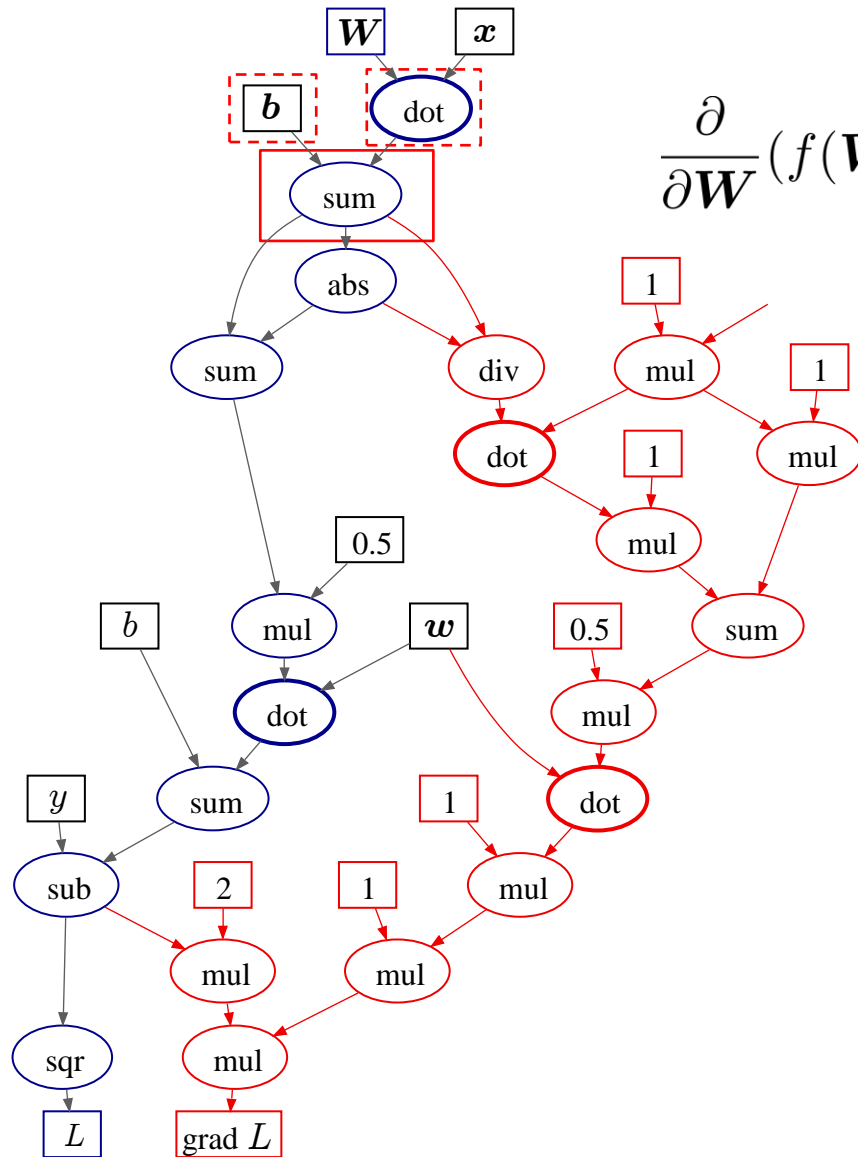 W x
b dot
∂/∂W (f(W
sum
abs 1
sum div mul 1
dot 1 mul
mul
0.5
b mul w 0.5 sum
dot mul
y sum 1 dot
sub 2 1 mul
mul mul
sqr mul
L grad L